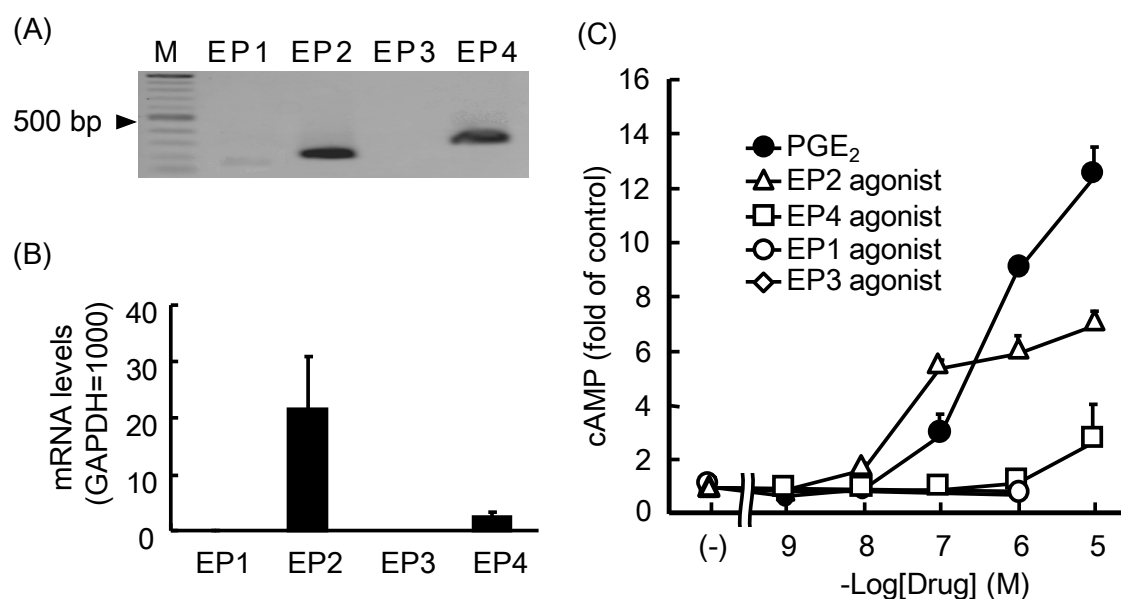 (A)
M EP1 EP2 EP3 EP4
500 bp
(B)
mRNA levels
(GAPDH=1000)
40
30
20
10
0
EP1 EP2 EP3 EP4
(C)
cAMP (fold of control)
16
14
12
10
8
6
4
2
0
PGE₂
EP2 agonist
EP4 agonist
EP1 agonist
EP3 agonist
(-) 9 8 7 6 5
-Log[Drug] (M)